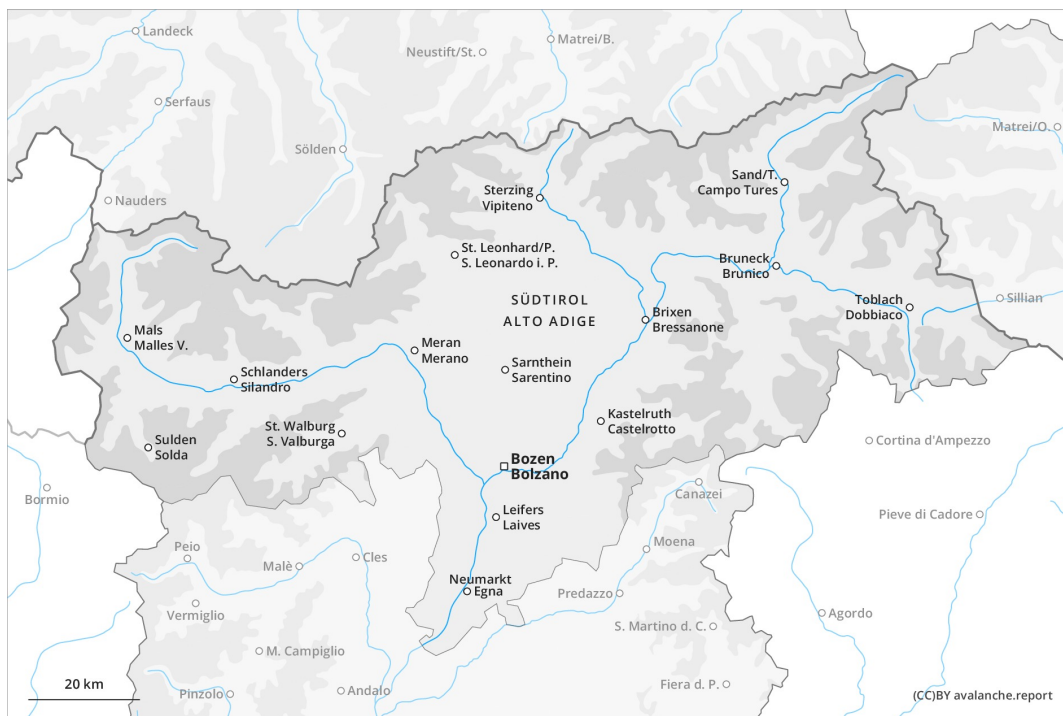 Landeck
Matrei/B.
Neustift/St.
Serfaus
Matrei/O.
Sölden
Sand/T.
Campo Tures
Sterzing
Vipiteno
Nauders
St. Leonhard/P.
S. Leonardo i. P.
Bruneck
Brunico
SÜDTIROL
ALTO ADIGE
Toblach
Dobbiaco
Sillian
Brixen
Bressanone
Mals
Malles V.
Meran
Merano
Sarnthein
Sarentino
Schlanders
Silandro
Kastelruth
Castelrotto
St. Walburg
S. Valburga
Sulden
Solda
Cortina d'Ampezzo
Bozen
Bolzano
Bormio
Canazei
Leifers
Laives
Pieve di Cadore
Peio
Moena
Cles
Malè
Neumarkt
Egna
Predazzo
Vermiglio
Agordo
S. Martino d. C.
M. Campiglio
20 km
Pinzolo
Andalo
Fiera d. P.
(CC)BY avalanche.report